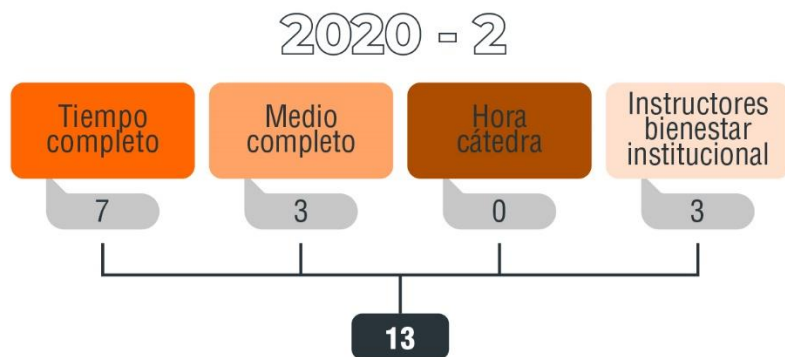 2020 - 2
Tiempo
completo
Medio
completo
Hora
cátedra
Instructores
bienestar
institucional
7
3
0
3
13